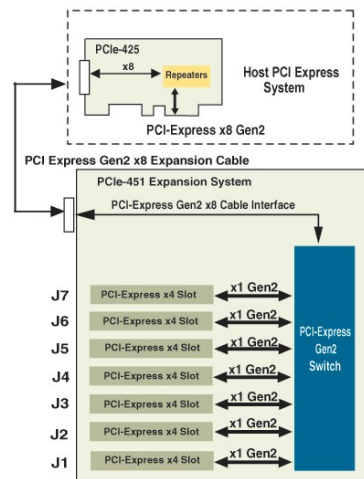 PCIe-425
x8
Repeaters
Host PCI Express
System
PCI-Express x8 Gen2
PCI Express Gen2 x8 Expansion Cable
PCIe-451 Expansion System
PCI-Express Gen2 x8 Cable Interface
J7
PCI-Express x4 Slot
x1 Gen2
J6
PCI-Express x4 Slot
x1 Gen2
J5
PCI-Express x4 Slot
x1 Gen2
J4
PCI-Express x4 Slot
x1 Gen2
J3
PCI-Express x4 Slot
x1 Gen2
J2
PCI-Express x4 Slot
x1 Gen2
J1
PCI-Express x4 Slot
x1 Gen2
PCI-Express
Gen2
Switch